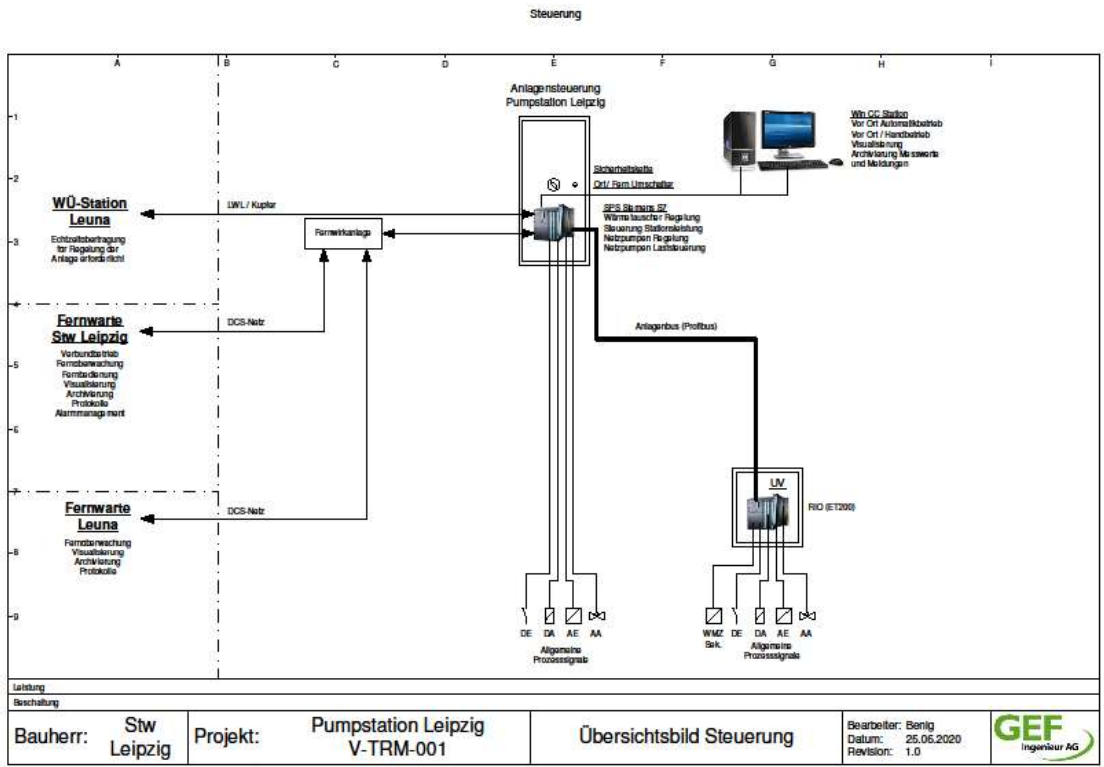 Steuerung
A B C D E F G H I
1
2
3
4
5
6
7
8
9
Anlagensteuerung
Pumpstation Leipzig
Win CC Station
Vor Ort Automatikbetrieb
Vor Ort / Handbetrieb
Visualisierung
Archivierung Messwerte
und Meldungen
Sicherheitskette
Ort/ Fern Umschalter
SPS Siemens S7
Wärmetauscher Regelung
Steuerung Stationsleistung
Netzpumpen Regelung
Netzpumpen Laststeuerung
WÜ-Station
Leuna
Echtzeitübertragung
für Regelung der
Anlage erforderlich!
LWL / Kupfer
Fernwirkanlage
Fernwarte
Stw Leipzig
Verbundbetrieb
Fernüberwachung
Fernbedienung
Visualisierung
Archivierung
Protokolle
Alarmmanagement
DCS-Netz
Anlagenbus (Profibus)
Fernwarte
Leuna
Fernüberwachung
Visualisierung
Archivierung
Protokolle
DCS-Netz
UV
RIO (ET200)
DE DA AE AA
Allgemeine
Prozesssignale
WMZ DE DA AE AA
Sek.
Allgemeine
Prozesssignale
Leistung
Beschaltung
Bauherr: Stw
Leipzig
Projekt: Pumpstation Leipzig
V-TRM-001
Übersichtsbild Steuerung
Bearbeiter: Benig
Datum: 25.06.2020
Revision: 1.0
GEF
Ingenieur AG